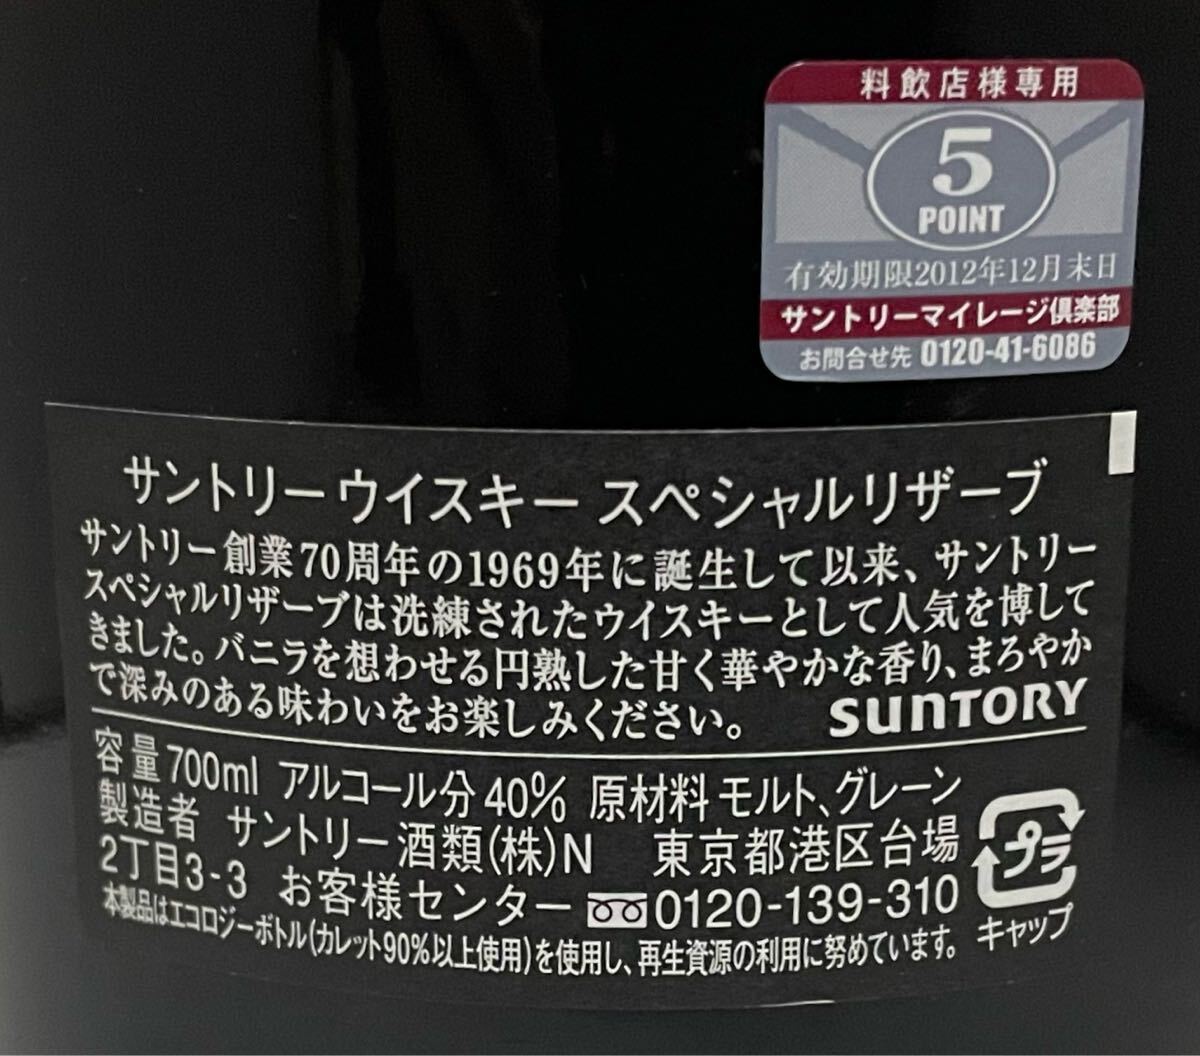 料飲店様専用
5
POINT
有効期限2012年12月末日
サントリーマイレージ倶楽部
お問合せ先 0120-41-6086
サントリーウイスキー スペシャルリザーブ
サントリー創業70周年の1969年に誕生して以来、サントリー
スペシャルリザーブは洗練されたウイスキーとして人気を博して
きました。バニラを想わせる円熟した甘く華やかな香り、まろやか
で深みのある味わいをお楽しみください。 SUNTORY
容量700ml アルコール分40% 原材料 モルト、グレーン
製造者 サントリー酒類(株)N 東京都港区台場
2丁目3-3 お客様センター 0120-139-310
本製品はエコロジーボトル(カレット90%以上使用)を使用し、再生資源の利用に努めています。
プラ
キャップ